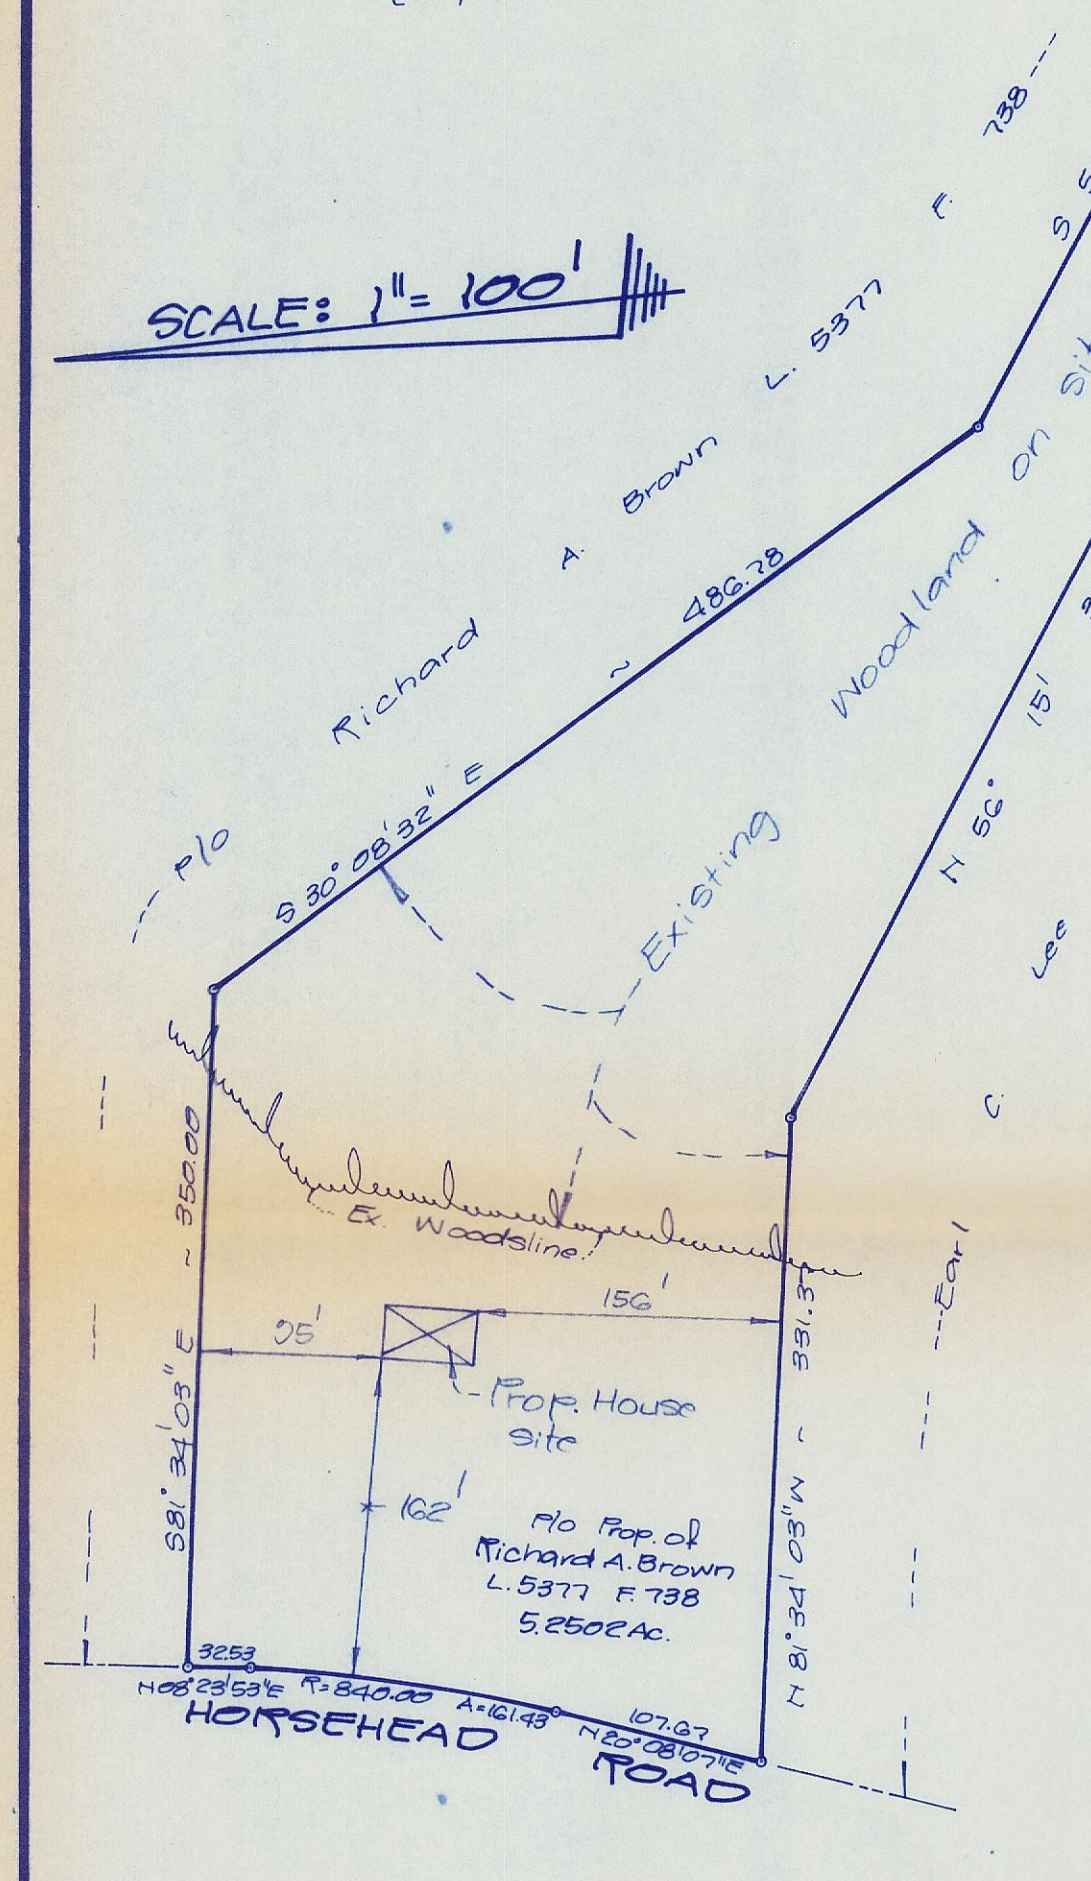 SCALE: 1"= 100'
P/o Richard A. Brown L. 5377 F. 738
S 30° 08' 32" E ~ 486.78
Existing Woodland on
N 56° 15'
Lee
C.
Earl
S81° 34' 03" E ~ 350.00
Ex. Woodsline
95'
156'
Prop. House
Site
162'
P/o Prop. of
Richard A. Brown
L. 5377 F. 738
5.2502 Ac.
N 81° 34' 03" W ~ 331.3
32.53
N08° 23' 53" E
R=840.00
A=161.43
107.67
N 20° 08' 07" E
HORSEHEAD
ROAD